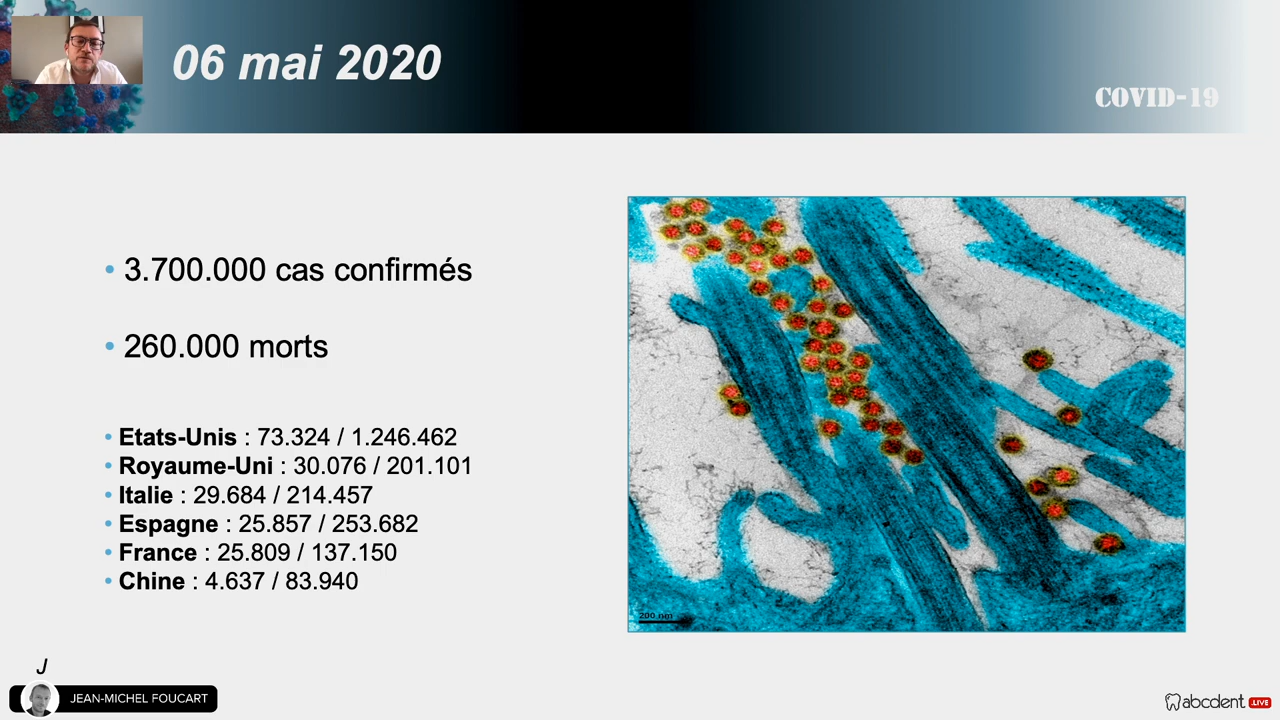 06 mai 2020
COVID-19
• 3.700.000 cas confirmés
• 260.000 morts
• Etats-Unis : 73.324 / 1.246.462
• Royaume-Uni : 30.076 / 201.101
• Italie : 29.684 / 214.457
• Espagne : 25.857 / 253.682
• France : 25.809 / 137.150
• Chine : 4.637 / 83.940
200 nm
J
JEAN-MICHEL FOUCART
abcdent .LIVE